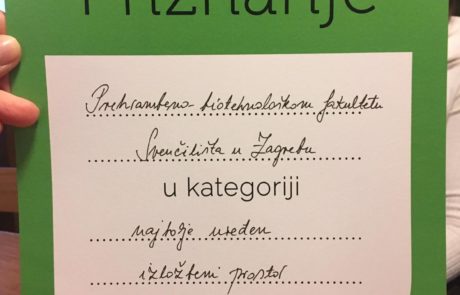 Priznanje
Prehrambeno biotehnološkom fakultetu
Sveučilišta u Zagrebu
u kategoriji
najbolje uređen
izložbeni prostor